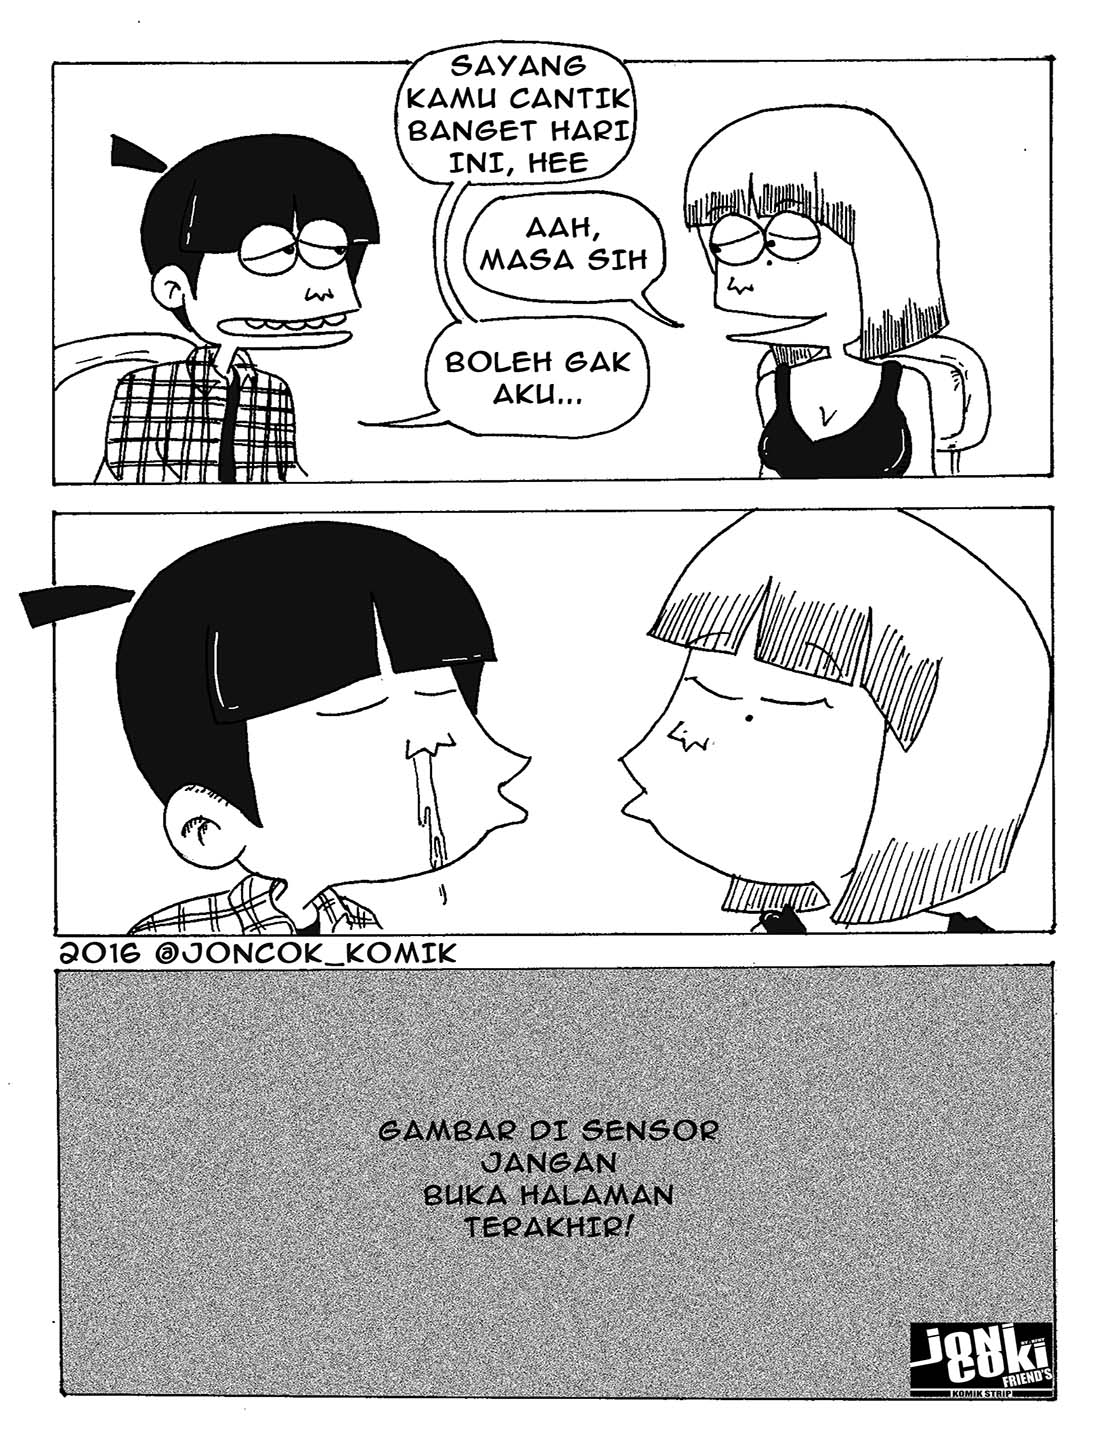 SAYANG
KAMU CANTIK
BANGET HARI
INI, HEE
AAH,
MASA SIH
BOLEH GAK
AKU...
2016 @JONCOK_KOMIK
GAMBAR DI SENSOR
JANGAN
BUKA HALAMAN
TERAKHIR!
JONi
COKi
FRIEND'S
KOMIK STRIP